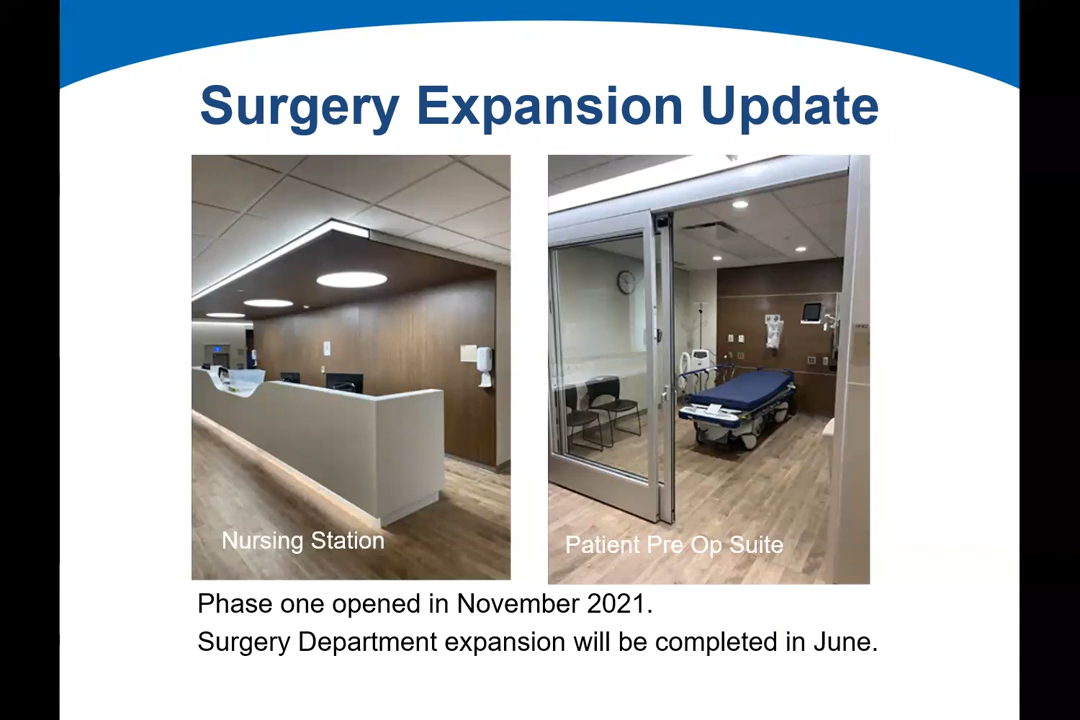 Surgery Expansion Update
Nursing Station
Patient Pre Op Suite
Phase one opened in November 2021.
Surgery Department expansion will be completed in June.